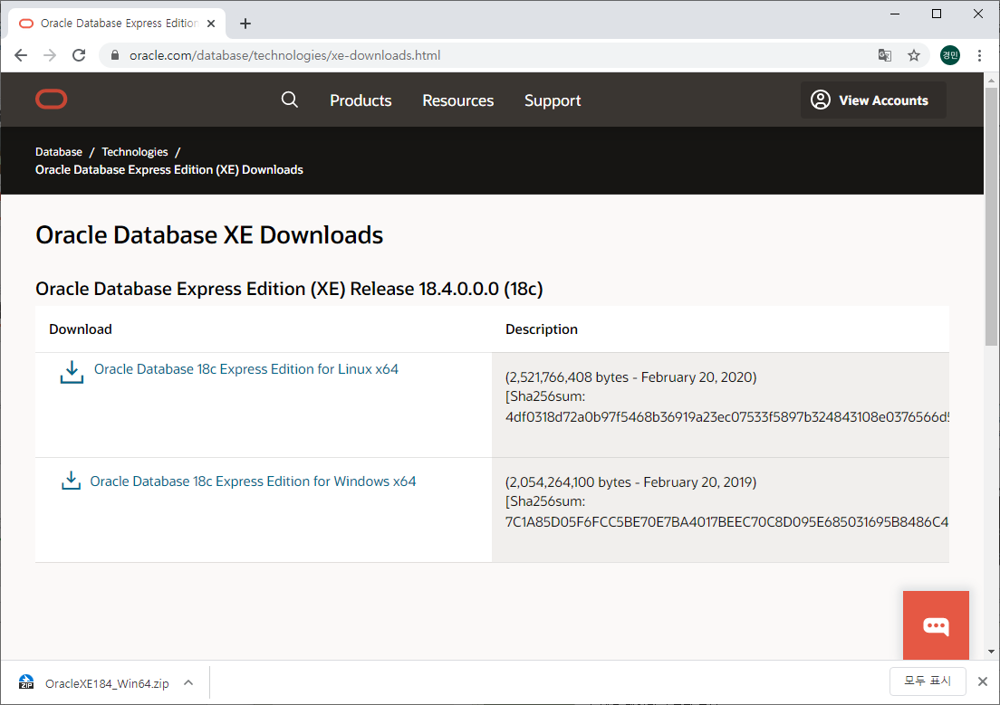 Oracle Database Express Edition
oracle.com/database/technologies/xe-downloads.html
경민
Products Resources Support View Accounts
Database / Technologies /
Oracle Database Express Edition (XE) Downloads
Oracle Database XE Downloads
Oracle Database Express Edition (XE) Release 18.4.0.0.0 (18c)
Download Description
Oracle Database 18c Express Edition for Linux x64
(2,521,766,408 bytes - February 20, 2020)
[Sha256sum:
4df0318d72a0b97f5468b36919a23ec07533f5897b324843108e0376566d5
Oracle Database 18c Express Edition for Windows x64
(2,054,264,100 bytes - February 20, 2019)
[Sha256sum:
7C1A85D05F6FCC5BE70E7BA4017BEEC70C8D095E685031695B8486C4
ZIP OracleXE184_Win64.zip
모두 표시